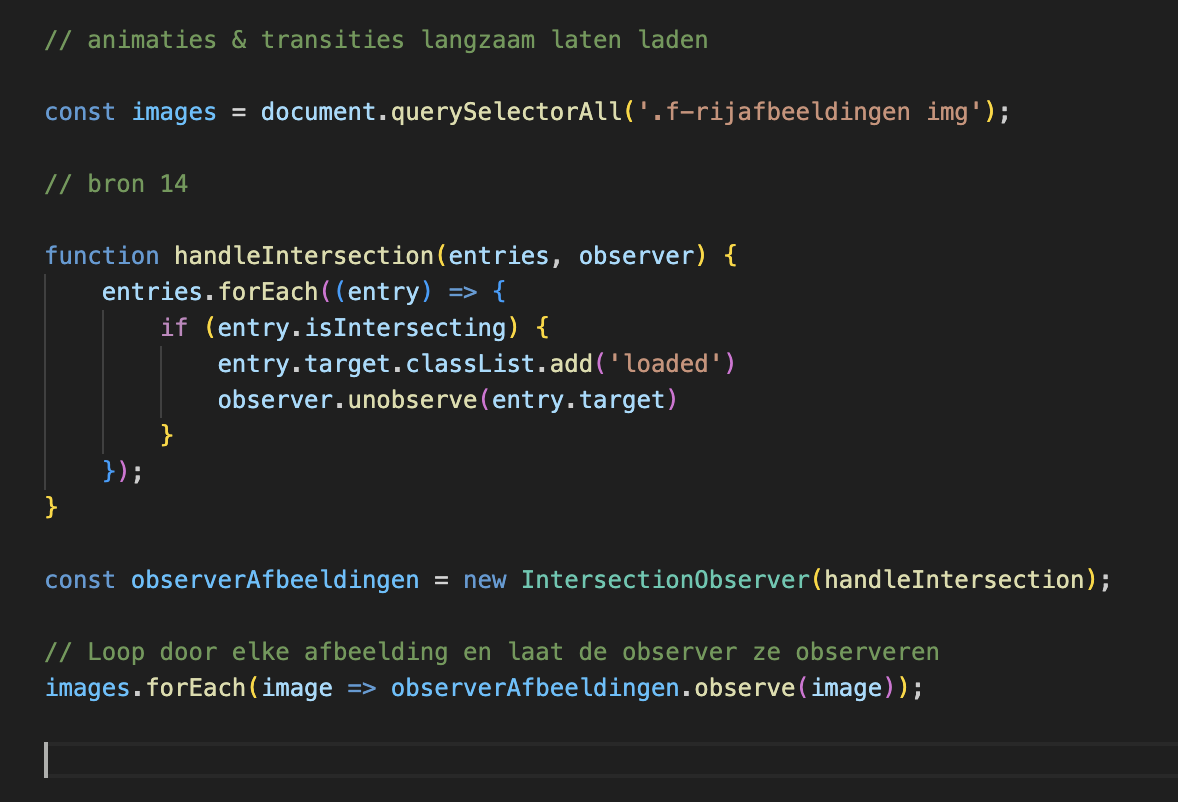 // animaties & transities langzaam laten laden
const images = document.querySelectorAll('.f-rijafbeeldingen img');
// bron 14
function handleIntersection(entries, observer) {
    entries.forEach((entry) => {
        if (entry.isIntersecting) {
            entry.target.classList.add('loaded')
            observer.unobserve(entry.target)
        }
    });
}
const observerAfbeeldingen = new IntersectionObserver(handleIntersection);
// Loop door elke afbeelding en laat de observer ze observeren
images.forEach(image => observerAfbeeldingen.observe(image));